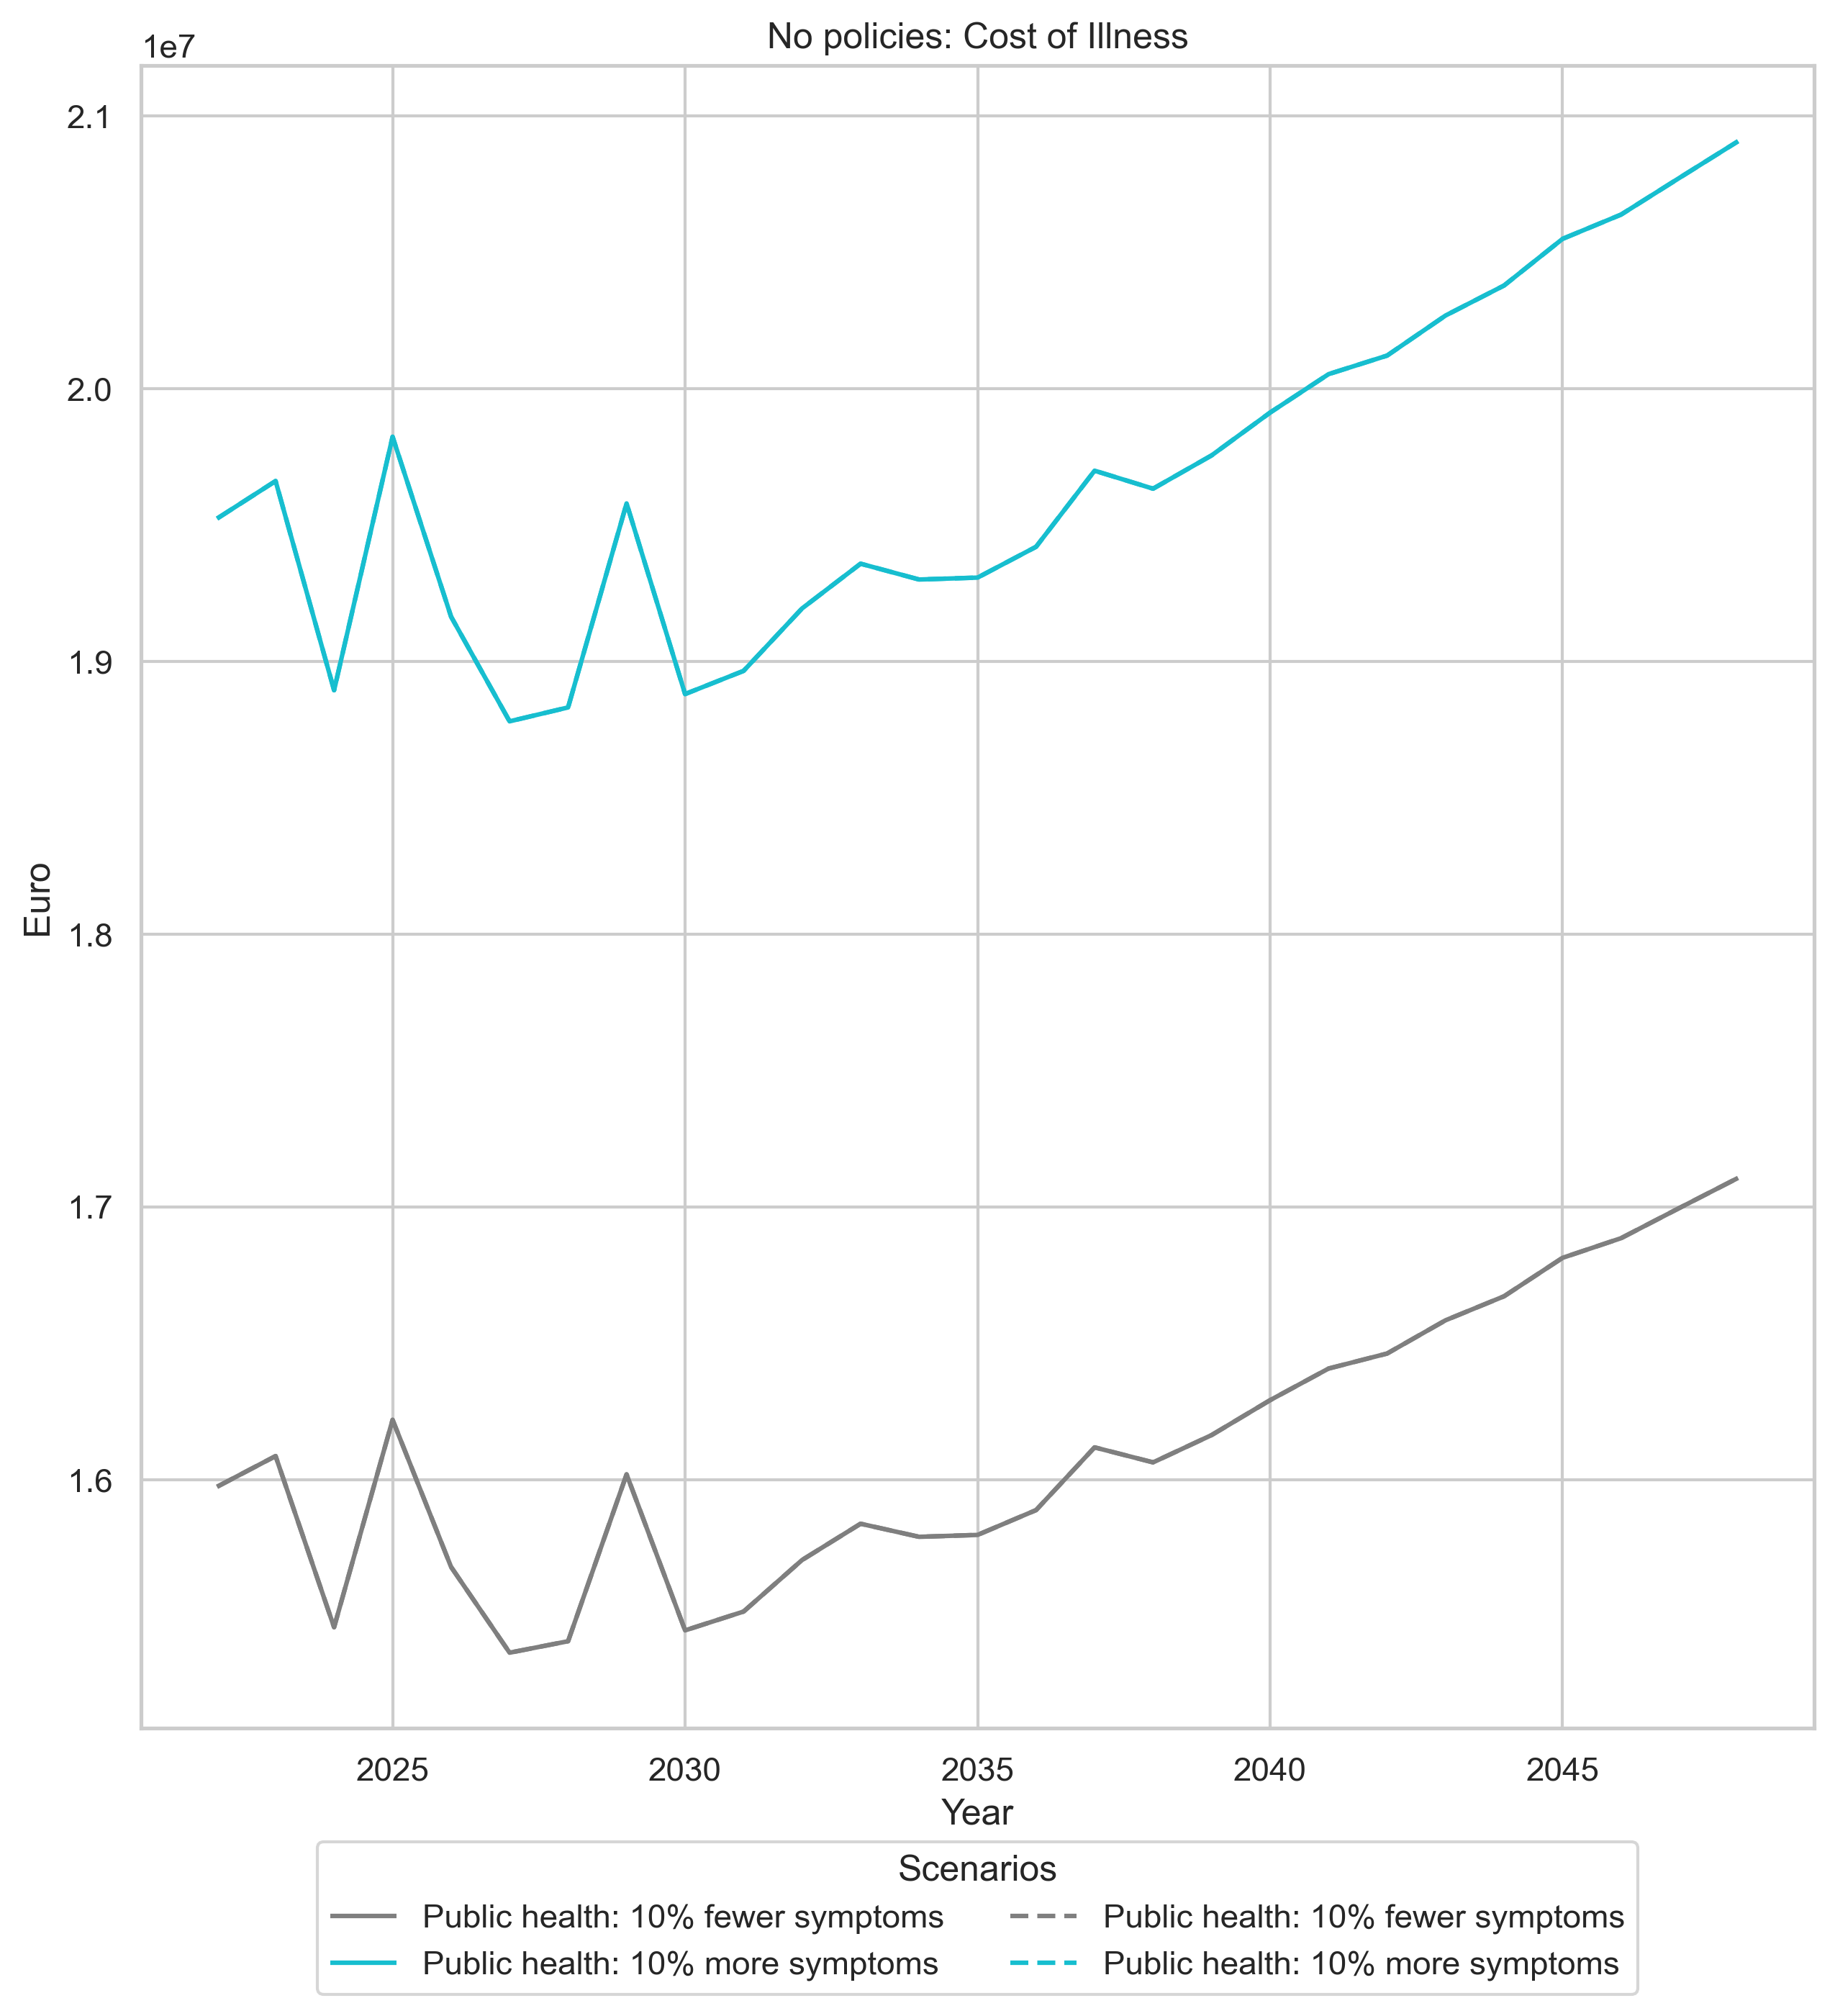 No policies: Cost of Illness
1e7
2.1
2.0
1.9
1.8
1.7
1.6
Euro
2025 2030 2035 2040 2045
Year
Scenarios
Public health: 10% fewer symptoms Public health: 10% fewer symptoms
Public health: 10% more symptoms Public health: 10% more symptoms